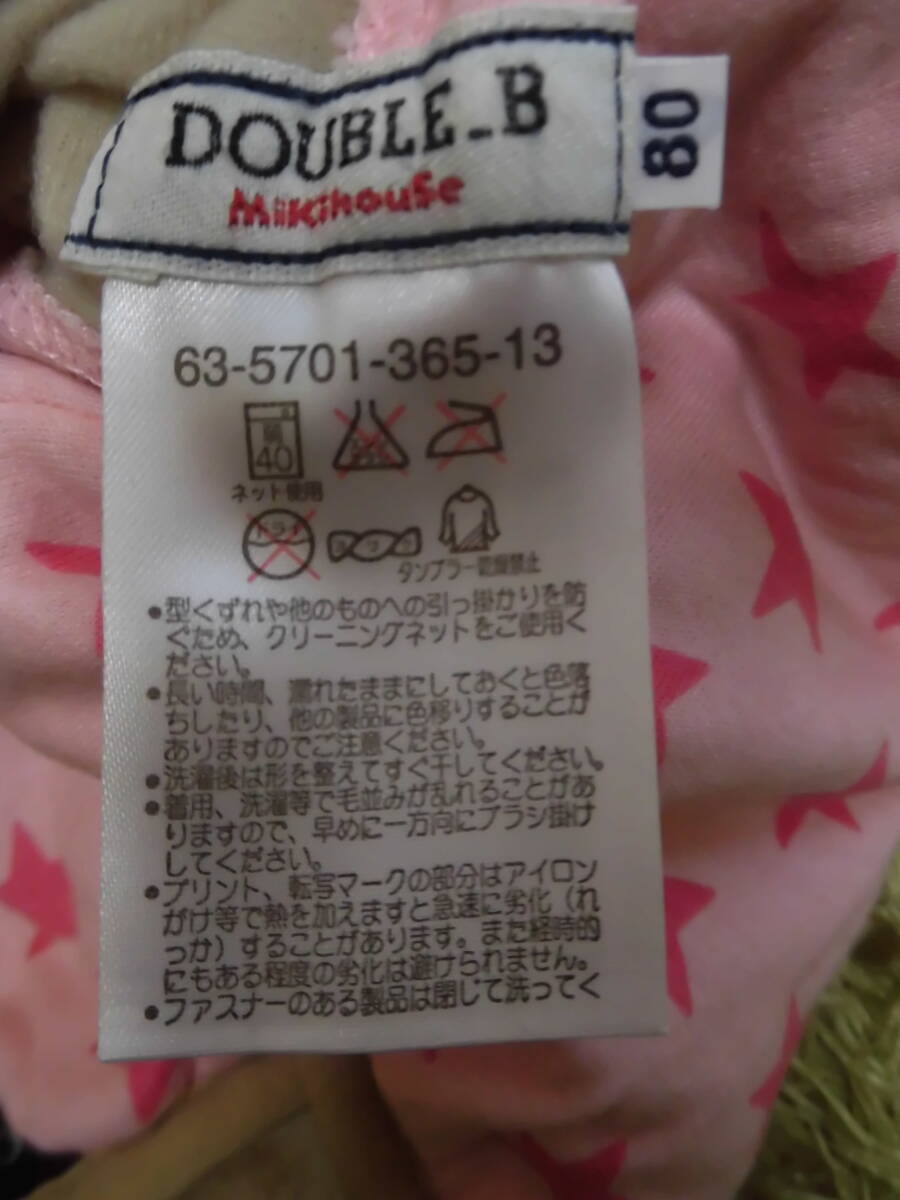 DOUBLE_B
mikihouse
80
63-5701-365-13
弱
40
ネット使用
ドライ
タンブラー乾燥禁止
•型くずれや他のものへの引っ掛かりを防
ぐため、クリーニングネットをご使用く
ださい。
•長い時間、濡れたままにしておくと色落
ちしたり、他の製品に色移りすることが
ありますのでご注意ください。
•洗濯後は形を整えてすぐ干してください。
•着用、洗濯等で毛並みが乱れることがあ
りますので、早めに一方向にブラシ掛け
してください。
•プリント、転写マークの部分はアイロン
がけ等で熱を加えますと急速に劣化（れ
っか）することがあります。また経時的
にもある程度の劣化は避けられません。
•ファスナーのある製品は閉じて洗ってく